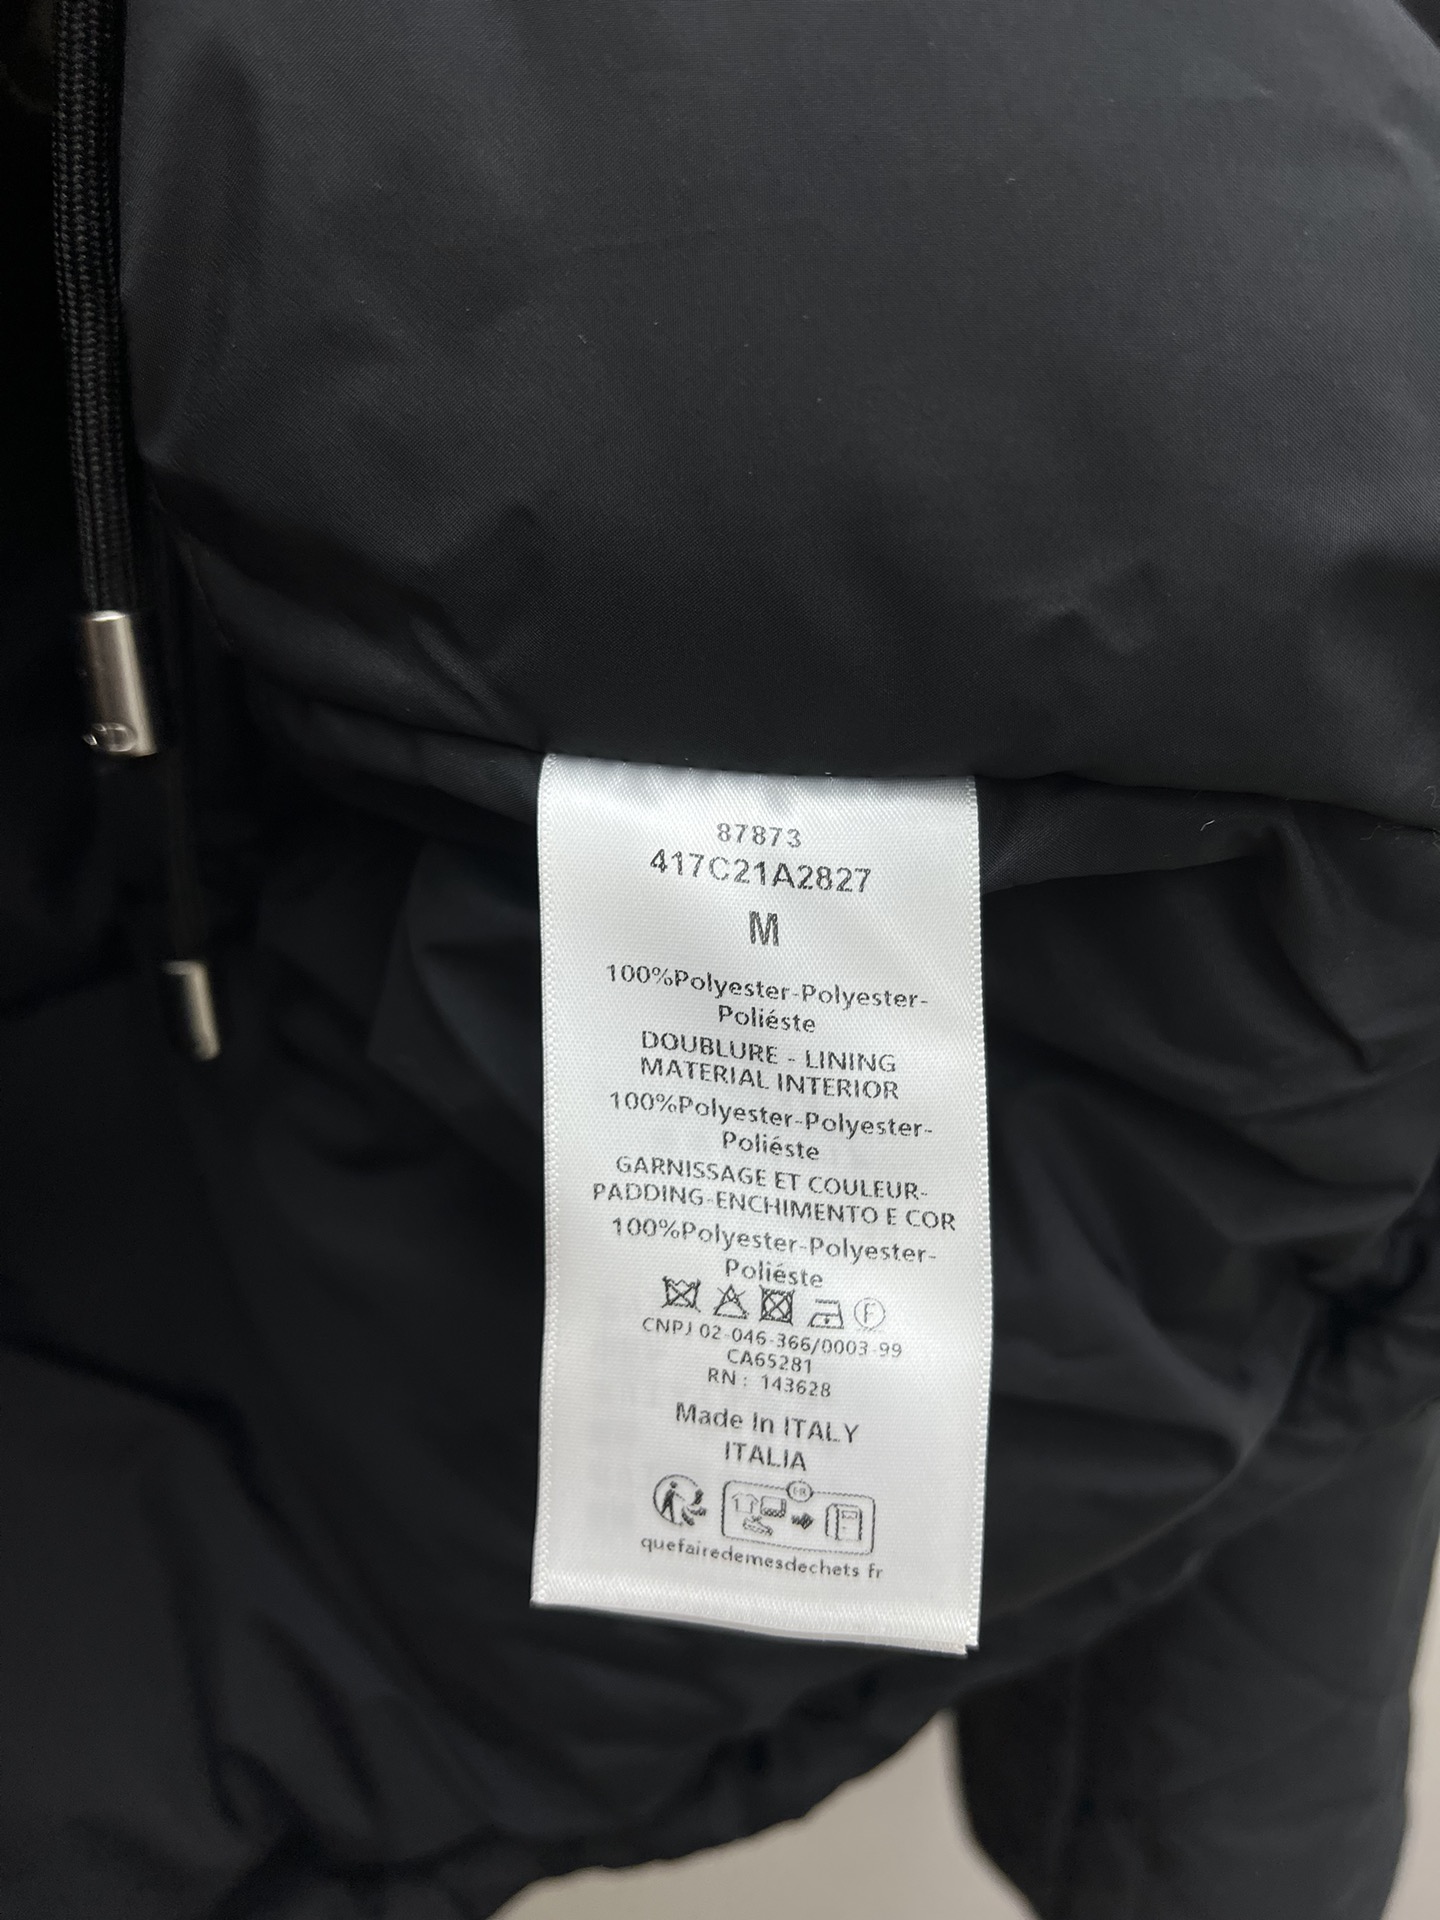 87873
417C21A2827
M
100%Polyester-Polyester-
Poliéste
DOUBLURE - LINING
MATERIAL INTERIOR
100%Polyester-Polyester-
Poliéste
GARNISSAGE ET COULEUR-
PADDING-ENCHIMENTO E COR
100%Polyester-Polyester-
Poliéste
F
CNPJ 02-046-366/0003-99
CA65281
RN : 143628
Made In ITALY
ITALIA
FR
quefairedemesdechets fr